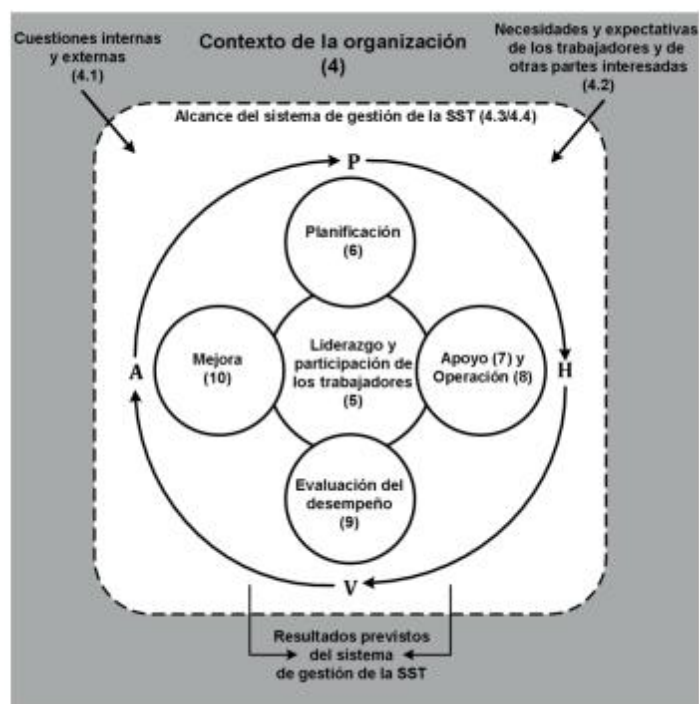 Cuestiones internas
y externas
(4.1)
Contexto de la organización
(4)
Necesidades y expectativas
de los trabajadores y de
otras partes interesadas
(4.2)
Alcance del sistema de gestión de la SST (4.3/4.4)
P
Planificación
(6)
A
Mejora
(10)
Liderazgo y
participación de
los trabajadores
(5)
Apoyo (7) y
Operación (8)
H
Evaluación del
desempeño
(9)
V
Resultados previstos
del sistema
de gestión de la SST